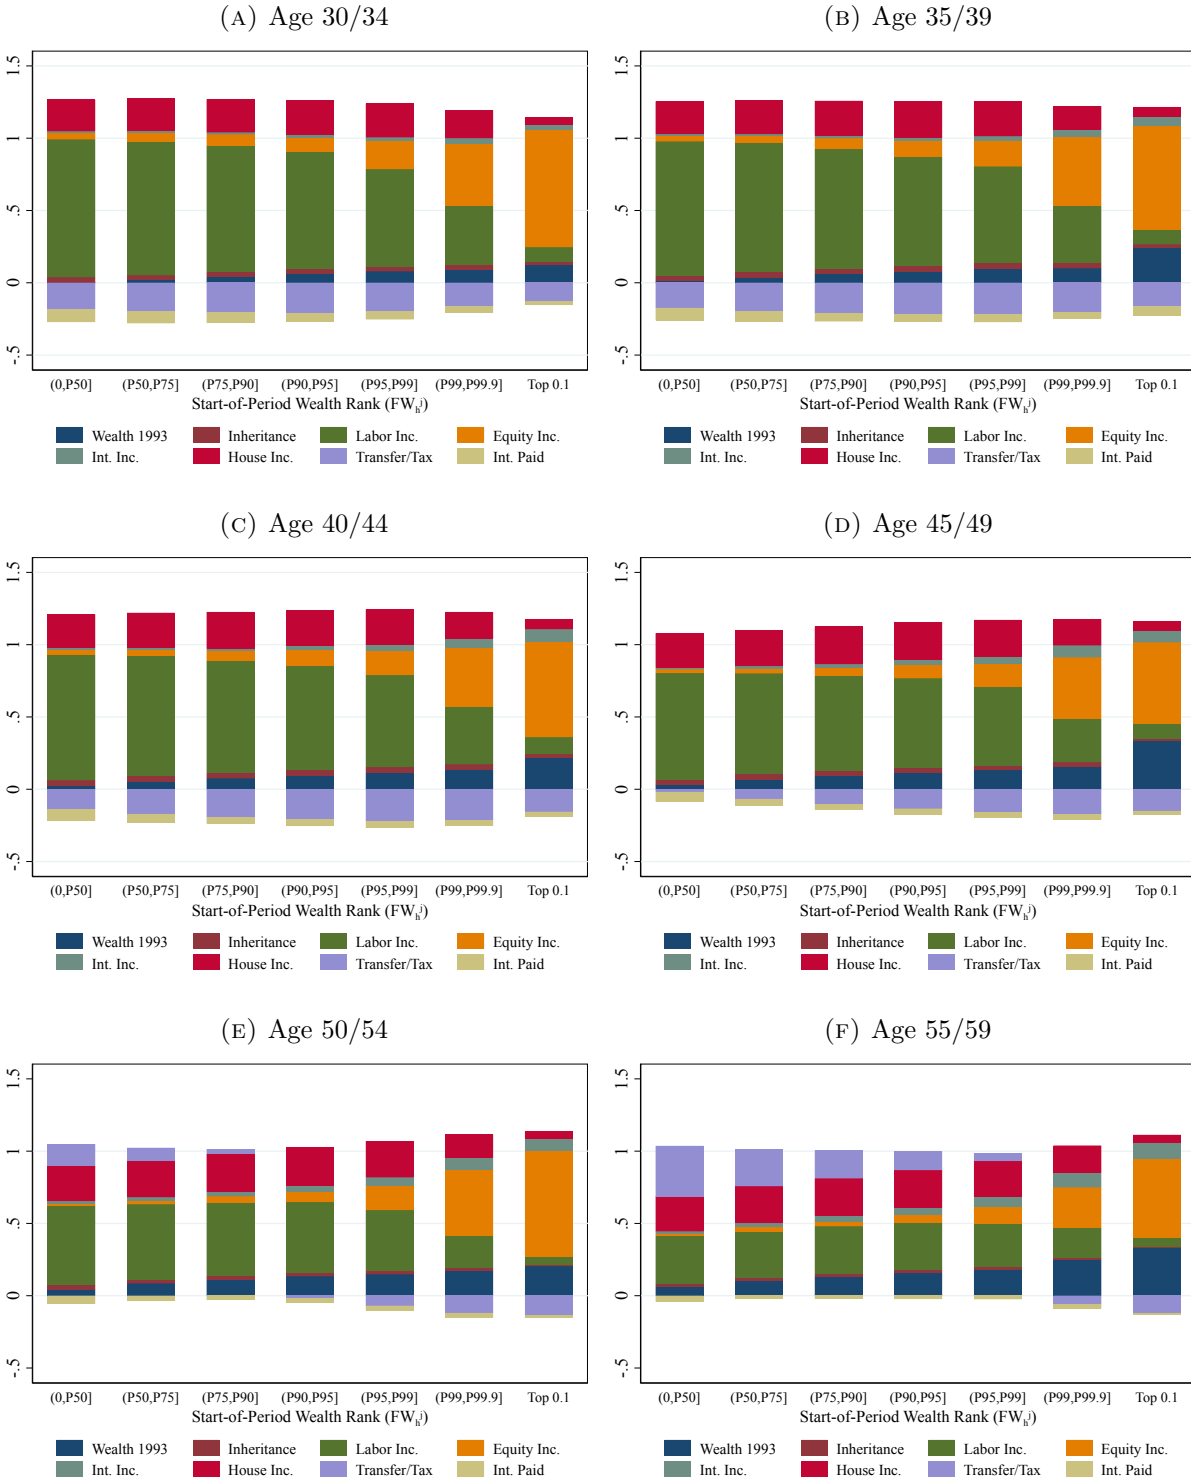 (A) Age 30/34
1.5
1
.5
0
-.5
(0,P50] (P50,P75] (P75,P90] (P90,P95] (P95,P99] (P99,P99.9] Top 0.1
Start-of-Period Wealth Rank (FW_h^j)
Wealth 1993 Inheritance Labor Inc. Equity Inc.
Int. Inc. House Inc. Transfer/Tax Int. Paid
(B) Age 35/39
1.5
1
.5
0
-.5
(0,P50] (P50,P75] (P75,P90] (P90,P95] (P95,P99] (P99,P99.9] Top 0.1
Start-of-Period Wealth Rank (FW_h^j)
Wealth 1993 Inheritance Labor Inc. Equity Inc.
Int. Inc. House Inc. Transfer/Tax Int. Paid
(C) Age 40/44
1.5
1
.5
0
-.5
(0,P50] (P50,P75] (P75,P90] (P90,P95] (P95,P99] (P99,P99.9] Top 0.1
Start-of-Period Wealth Rank (FW_h^j)
Wealth 1993 Inheritance Labor Inc. Equity Inc.
Int. Inc. House Inc. Transfer/Tax Int. Paid
(D) Age 45/49
1.5
1
.5
0
-.5
(0,P50] (P50,P75] (P75,P90] (P90,P95] (P95,P99] (P99,P99.9] Top 0.1
Start-of-Period Wealth Rank (FW_h^j)
Wealth 1993 Inheritance Labor Inc. Equity Inc.
Int. Inc. House Inc. Transfer/Tax Int. Paid
(E) Age 50/54
1.5
1
.5
0
-.5
(0,P50] (P50,P75] (P75,P90] (P90,P95] (P95,P99] (P99,P99.9] Top 0.1
Start-of-Period Wealth Rank (FW_h^j)
Wealth 1993 Inheritance Labor Inc. Equity Inc.
Int. Inc. House Inc. Transfer/Tax Int. Paid
(F) Age 55/59
1.5
1
.5
0
-.5
(0,P50] (P50,P75] (P75,P90] (P90,P95] (P95,P99] (P99,P99.9] Top 0.1
Start-of-Period Wealth Rank (FW_h^j)
Wealth 1993 Inheritance Labor Inc. Equity Inc.
Int. Inc. House Inc. Transfer/Tax Int. Paid